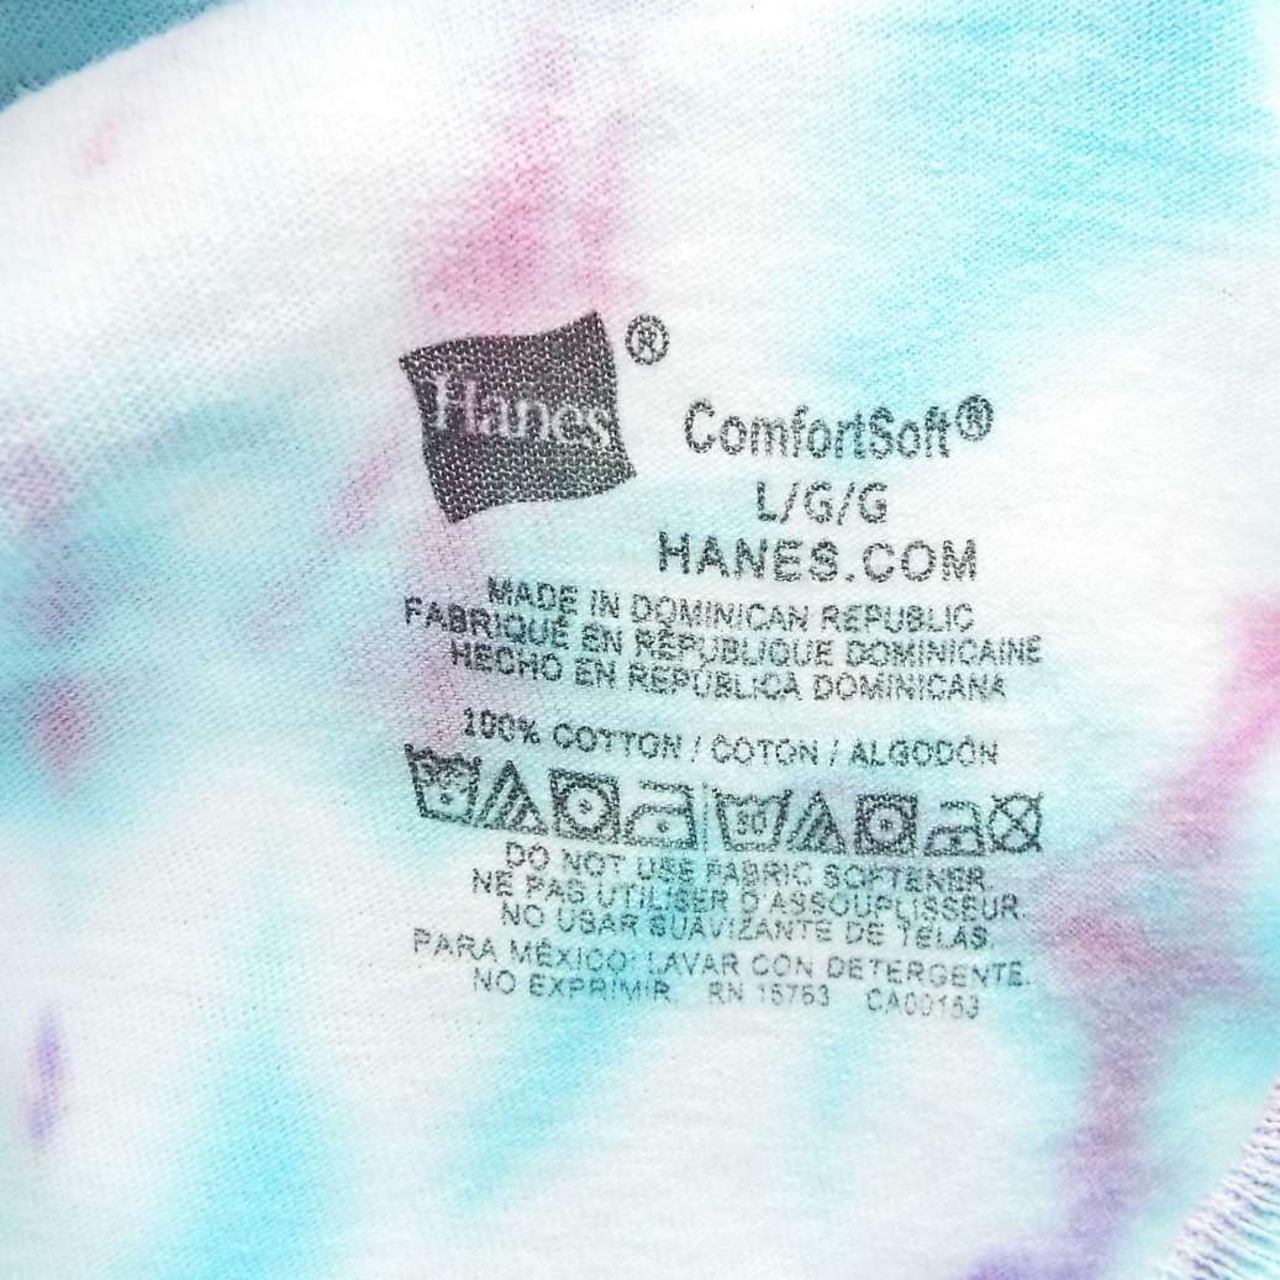 Hanes®
ComfortSoft®
L/G/G
HANES.COM
MADE IN DOMINICAN REPUBLIC
FABRIQUÉ EN RÉPUBLIQUE DOMINICAINE
HECHO EN REPÚBLICA DOMINICANA
100% COTTON / COTON / ALGODÓN
30
DO NOT USE FABRIC SOFTENER.
NE PAS UTILISER D'ASSOUPLISSEUR.
NO USAR SUAVIZANTE DE TELAS.
PARA MÉXICO: LAVAR CON DETERGENTE.
NO EXPRIMIR. RN 15763 CA00153